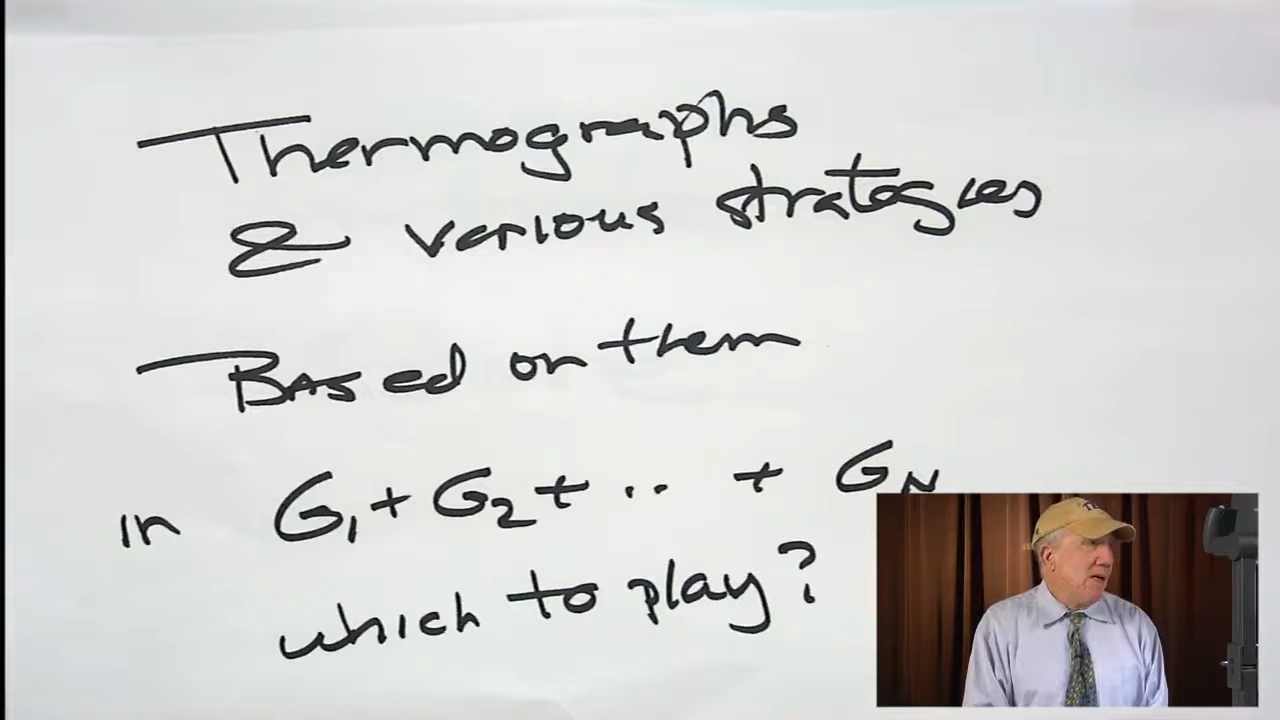 Thermographs
& various strategies
Based on them
in G1 + G2 + .. + GN
which to play?